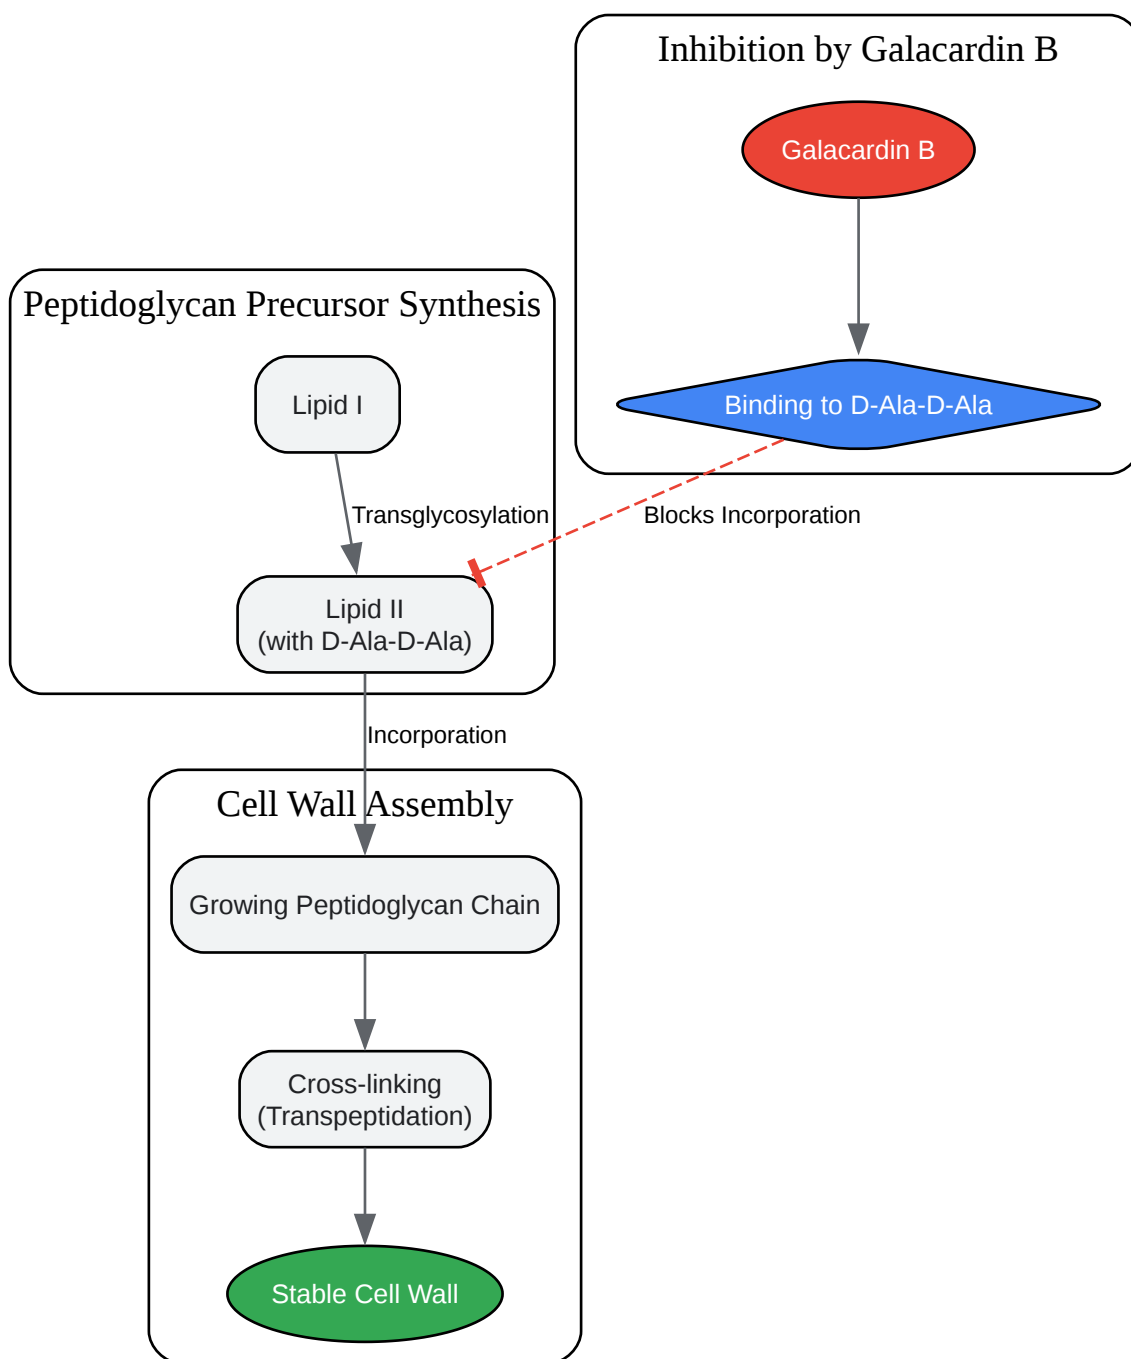 Inhibition by Galacardin B
Galacardin B
Binding to D-Ala-D-Ala
Blocks Incorporation
Peptidoglycan Precursor Synthesis
Lipid I
Transglycosylation
Lipid II
(with D-Ala-D-Ala)
Incorporation
Cell Wall Assembly
Growing Peptidoglycan Chain
Cross-linking
(Transpeptidation)
Stable Cell Wall